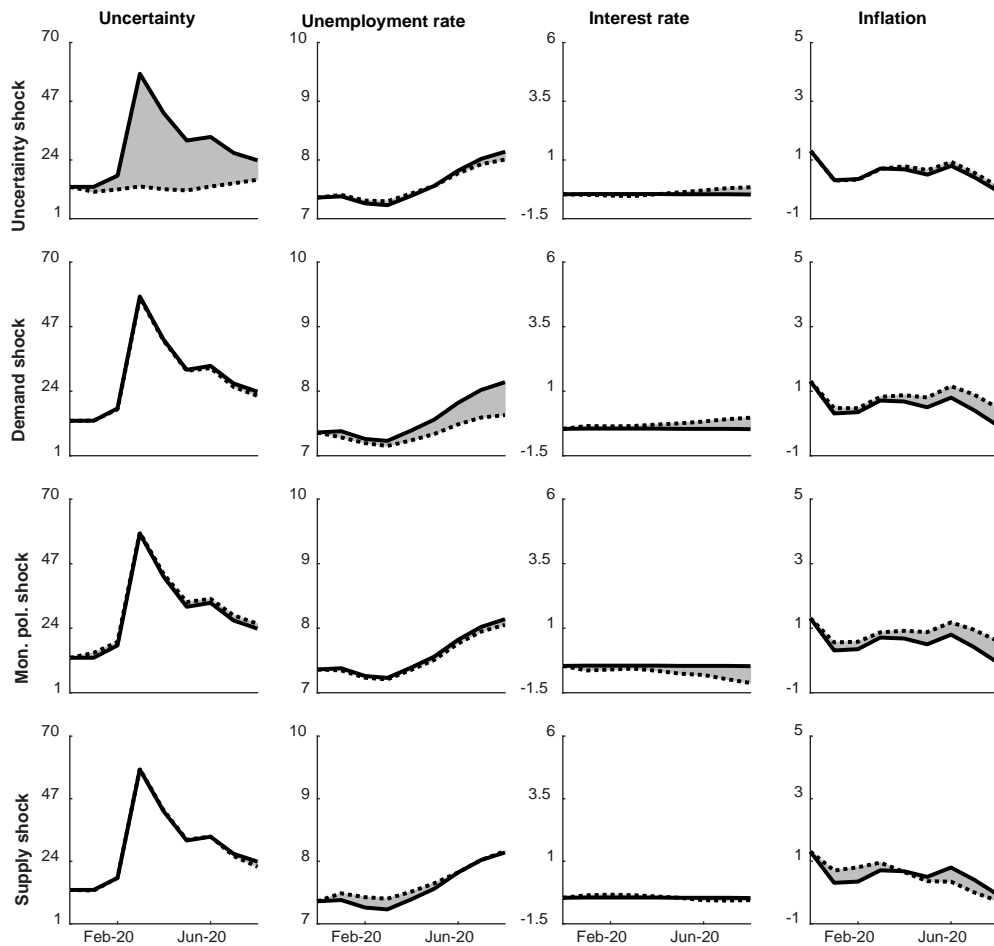 Uncertainty Unemployment rate Interest rate Inflation
Uncertainty shock
70 10 6 5
47 9 3.5 3
24 8 1 1
1 7 -1.5 -1
Demand shock
70 10 6 5
47 9 3.5 3
24 8 1 1
1 7 -1.5 -1
Mon. pol. shock
70 10 6 5
47 9 3.5 3
24 8 1 1
1 7 -1.5 -1
Supply shock
70 10 6 5
47 9 3.5 3
24 8 1 1
1 7 -1.5 -1
Feb-20 Jun-20 Feb-20 Jun-20 Feb-20 Jun-20 Feb-20 Jun-20